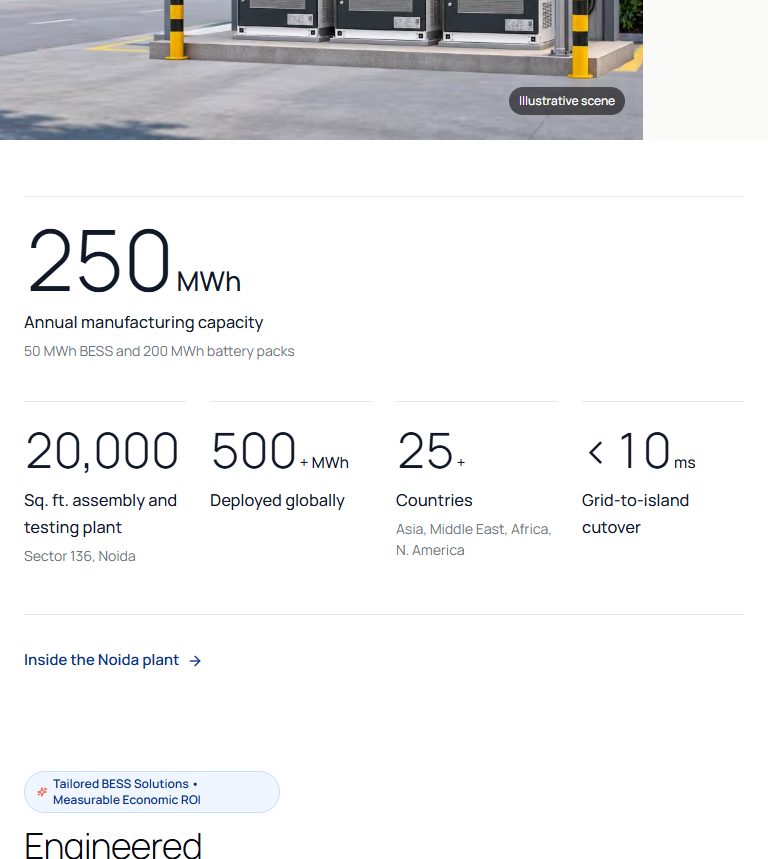 Illustrative scene
250 MWh
Annual manufacturing capacity
50 MWh BESS and 200 MWh battery packs
20,000
Sq. ft. assembly and
testing plant
Sector 136, Noida
500 + MWh
Deployed globally
25 +
Countries
Asia, Middle East, Africa,
N. America
< 10 ms
Grid-to-island
cutover
Inside the Noida plant →
Tailored BESS Solutions •
Measurable Economic ROI
Engineered